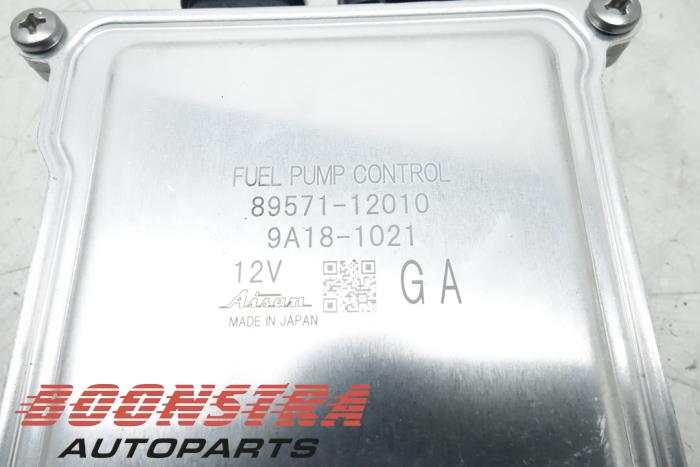 FUEL PUMP CONTROL
89571-12010
9A18-1021
12V
Aisan
GA
MADE IN JAPAN
BOONSTRA
AUTOPARTS